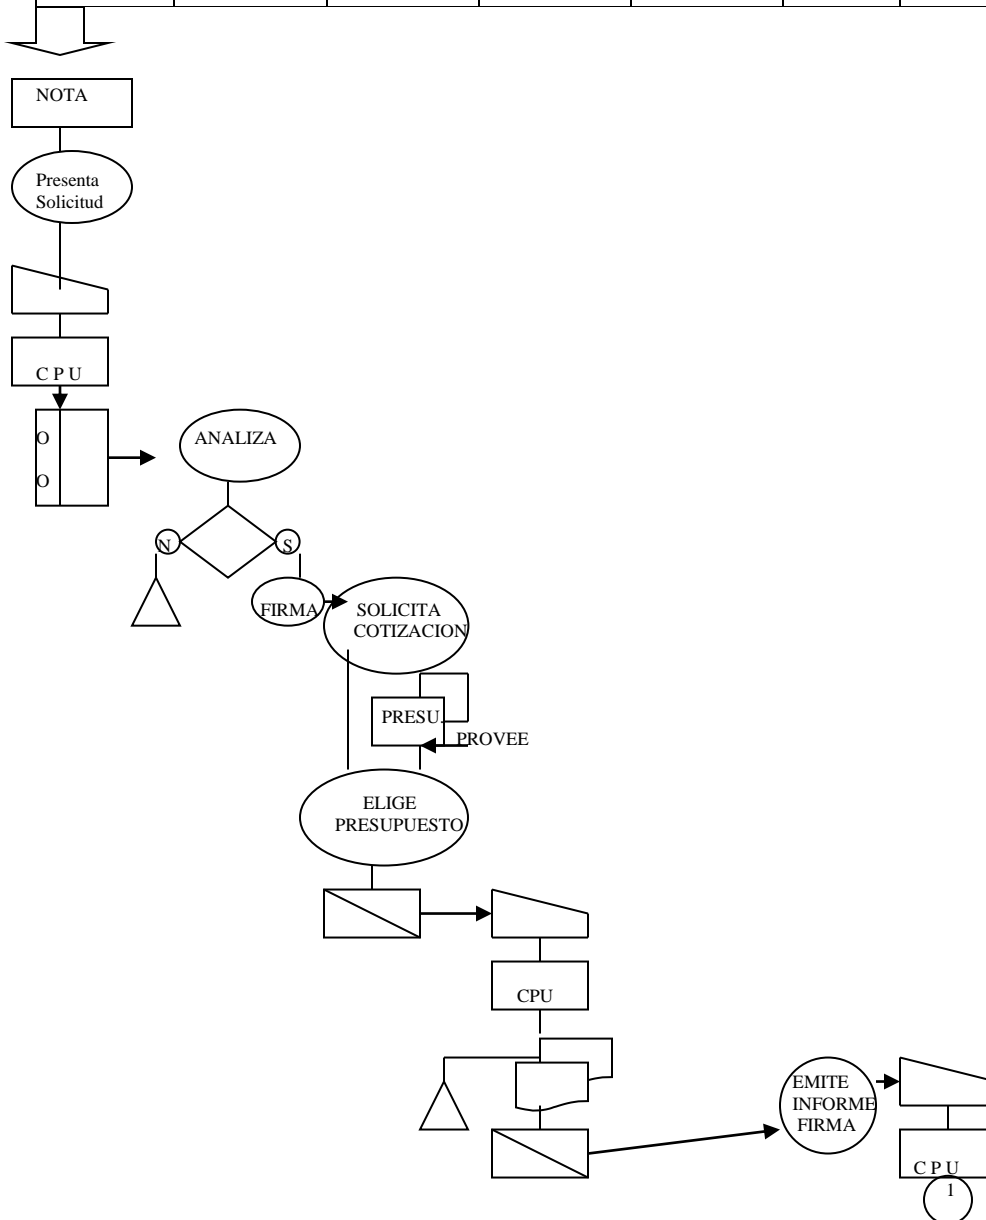 NOTA
Presenta
Solicitud
C P U
O
O
ANALIZA
N
S
FIRMA
SOLICITA
COTIZACION
PRESU.
PROVEE
ELIGE
PRESUPUESTO
CPU
EMITE
INFORME
FIRMA
C P U
1